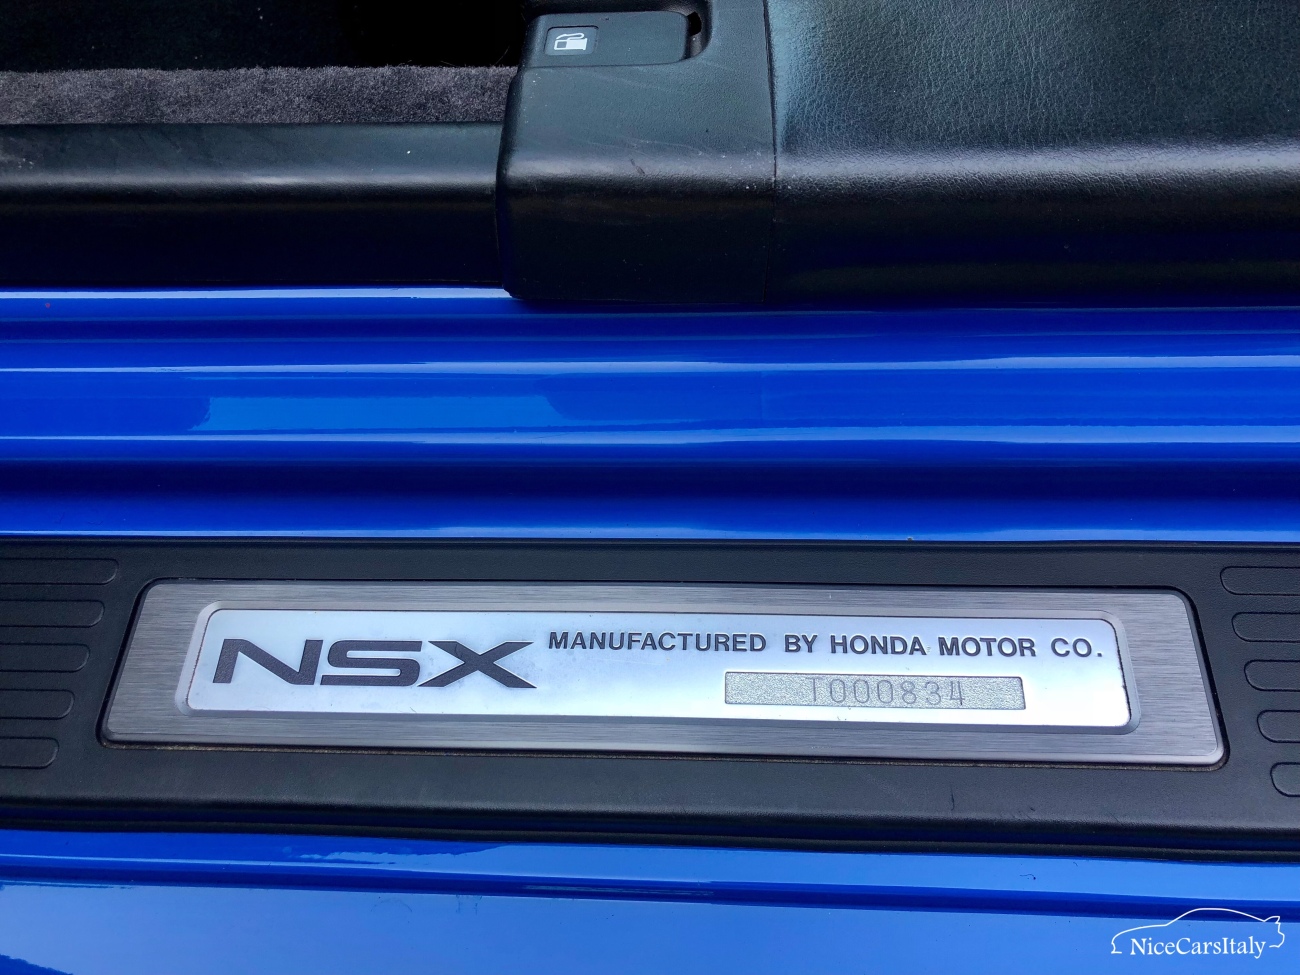 NSX MANUFACTURED BY HONDA MOTOR CO.
T000834
NiceCarsItaly